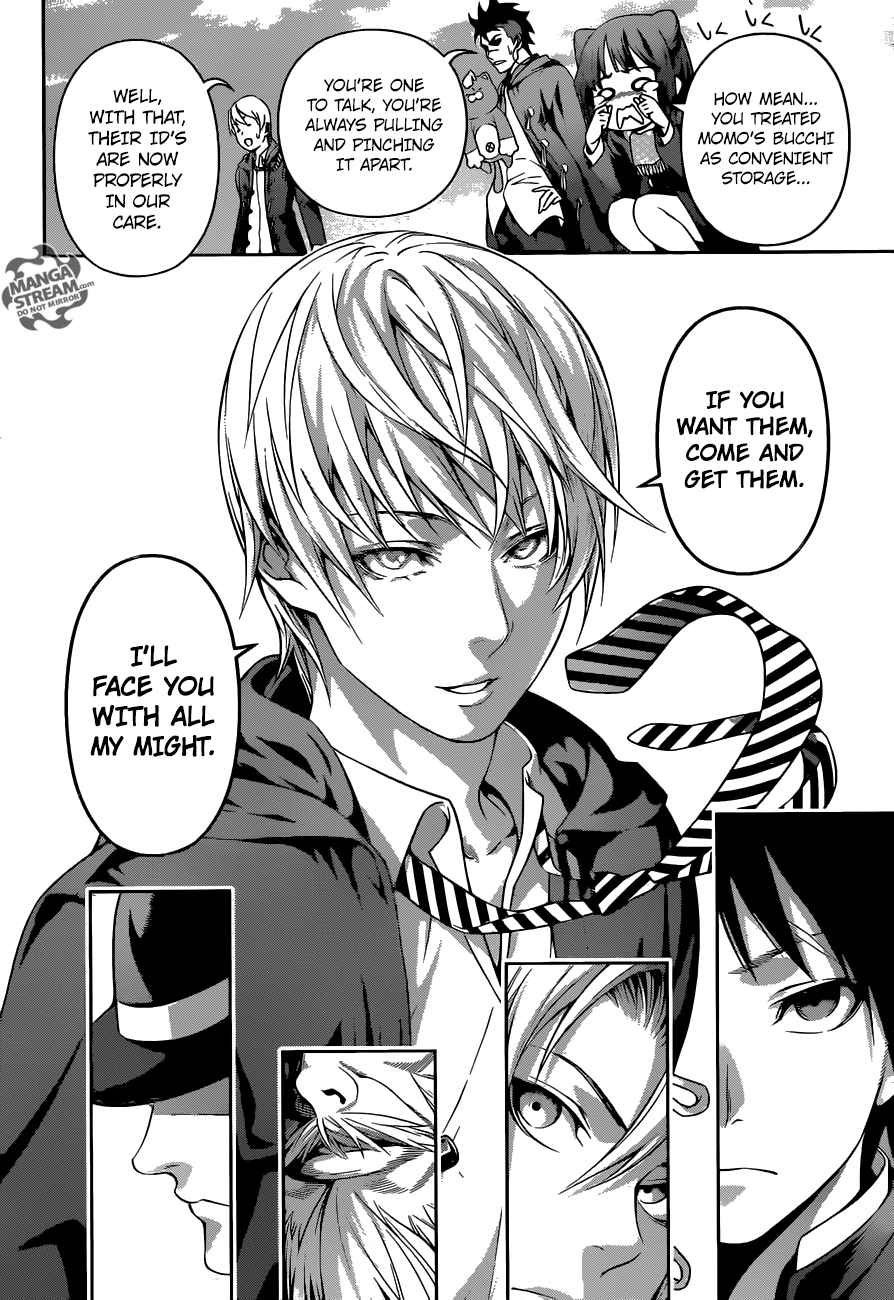 HOW MEAN...
YOU TREATED
MOMO'S BUCCHI
AS CONVENIENT
STORAGE...
YOU'RE ONE
TO TALK, YOU'RE
ALWAYS PULLING
AND PINCHING
IT APART.
WELL,
WITH THAT,
THEIR ID'S
ARE NOW
PROPERLY
IN OUR
CARE.
MANGA
STREAM.com
DO NOT MIRROR
IF YOU
WANT THEM,
COME AND
GET THEM.
I'LL
FACE YOU
WITH ALL
MY MIGHT.